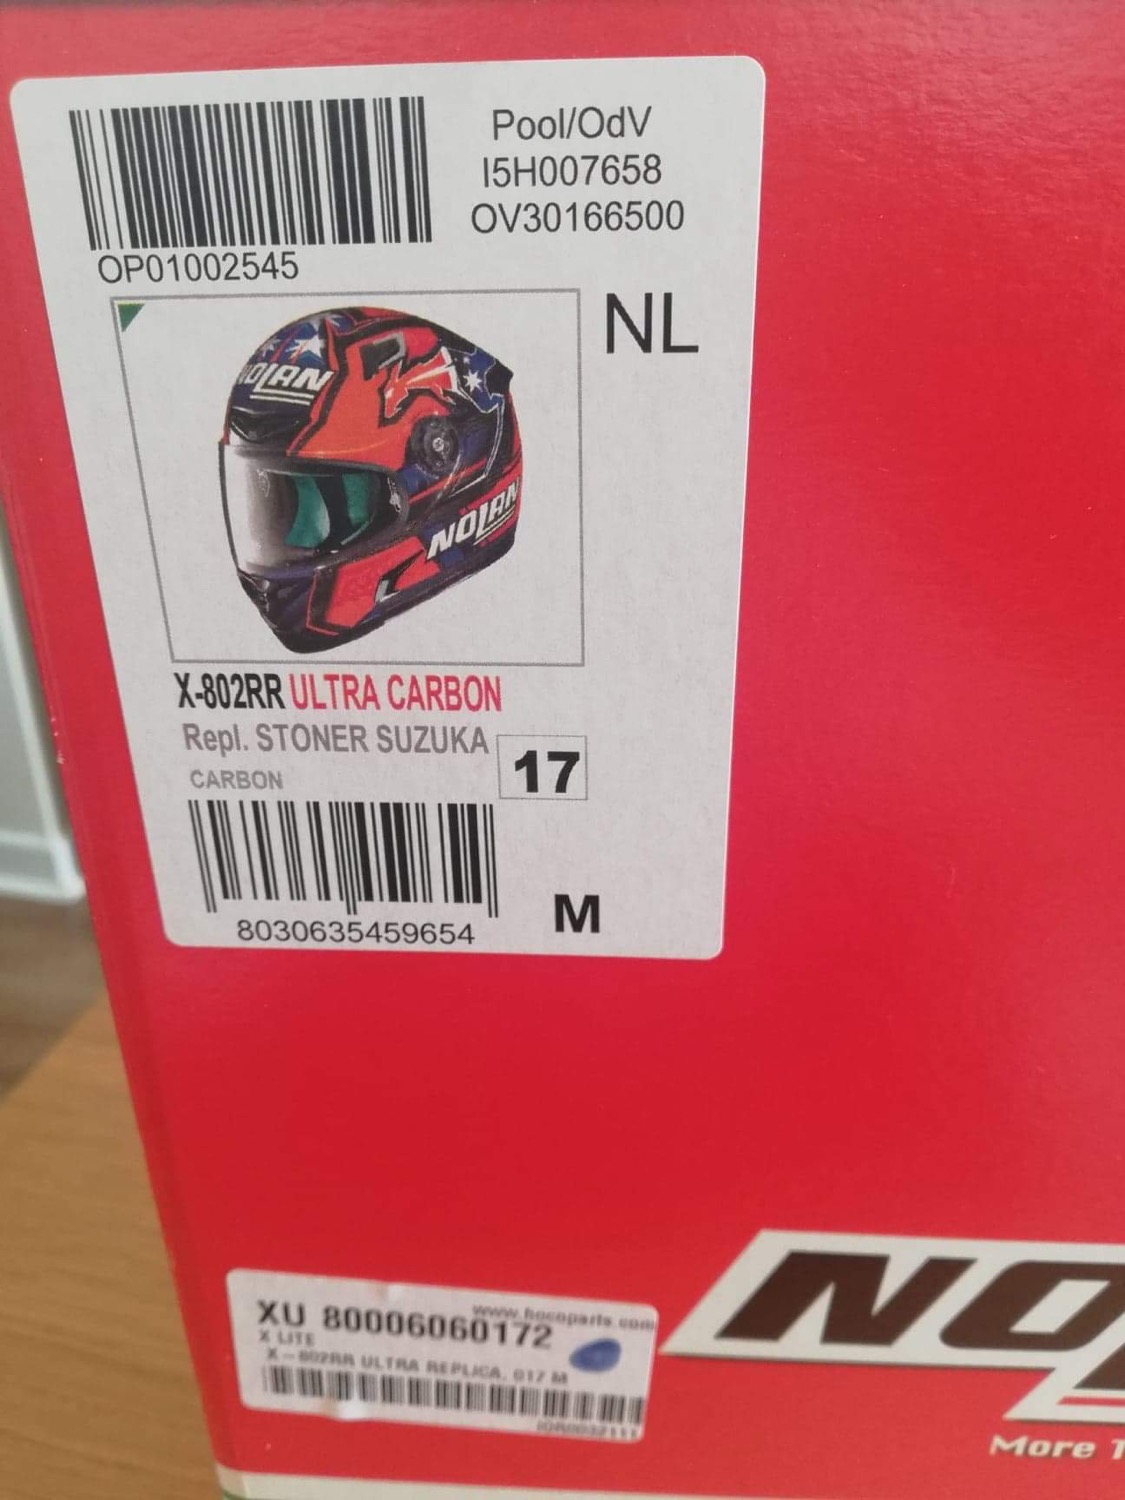 Pool/OdV
I5H007658
OV30166500
OP01002545
NL
NOLAN
NOLAN
X-802RR ULTRA CARBON
Repl. STONER SUZUKA
17
CARBON
M
8030635459654
www.hocoparts.com
XU 80006060172
X LITE
X-802RR ULTRA REPLICA, 017 M
More